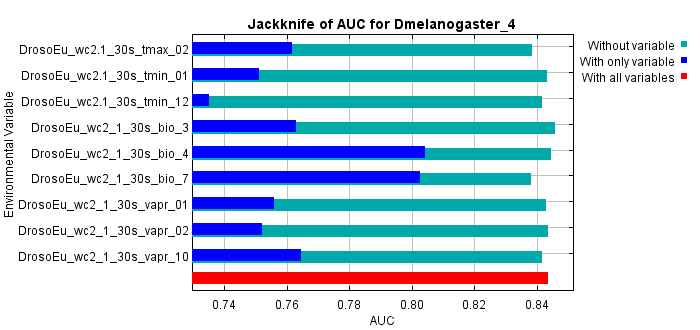 Jackknife of AUC for Dmelanogaster_4
Environmental Variable
DrosoEu_wc2.1_30s_tmax_02
DrosoEu_wc2.1_30s_tmin_01
DrosoEu_wc2.1_30s_tmin_12
DrosoEu_wc2_1_30s_bio_3
DrosoEu_wc2_1_30s_bio_4
DrosoEu_wc2_1_30s_bio_7
DrosoEu_wc2_1_30s_vapr_01
DrosoEu_wc2_1_30s_vapr_02
DrosoEu_wc2_1_30s_vapr_10
0.74 0.76 0.78 0.80 0.82 0.84
AUC
Without variable
With only variable
With all variables